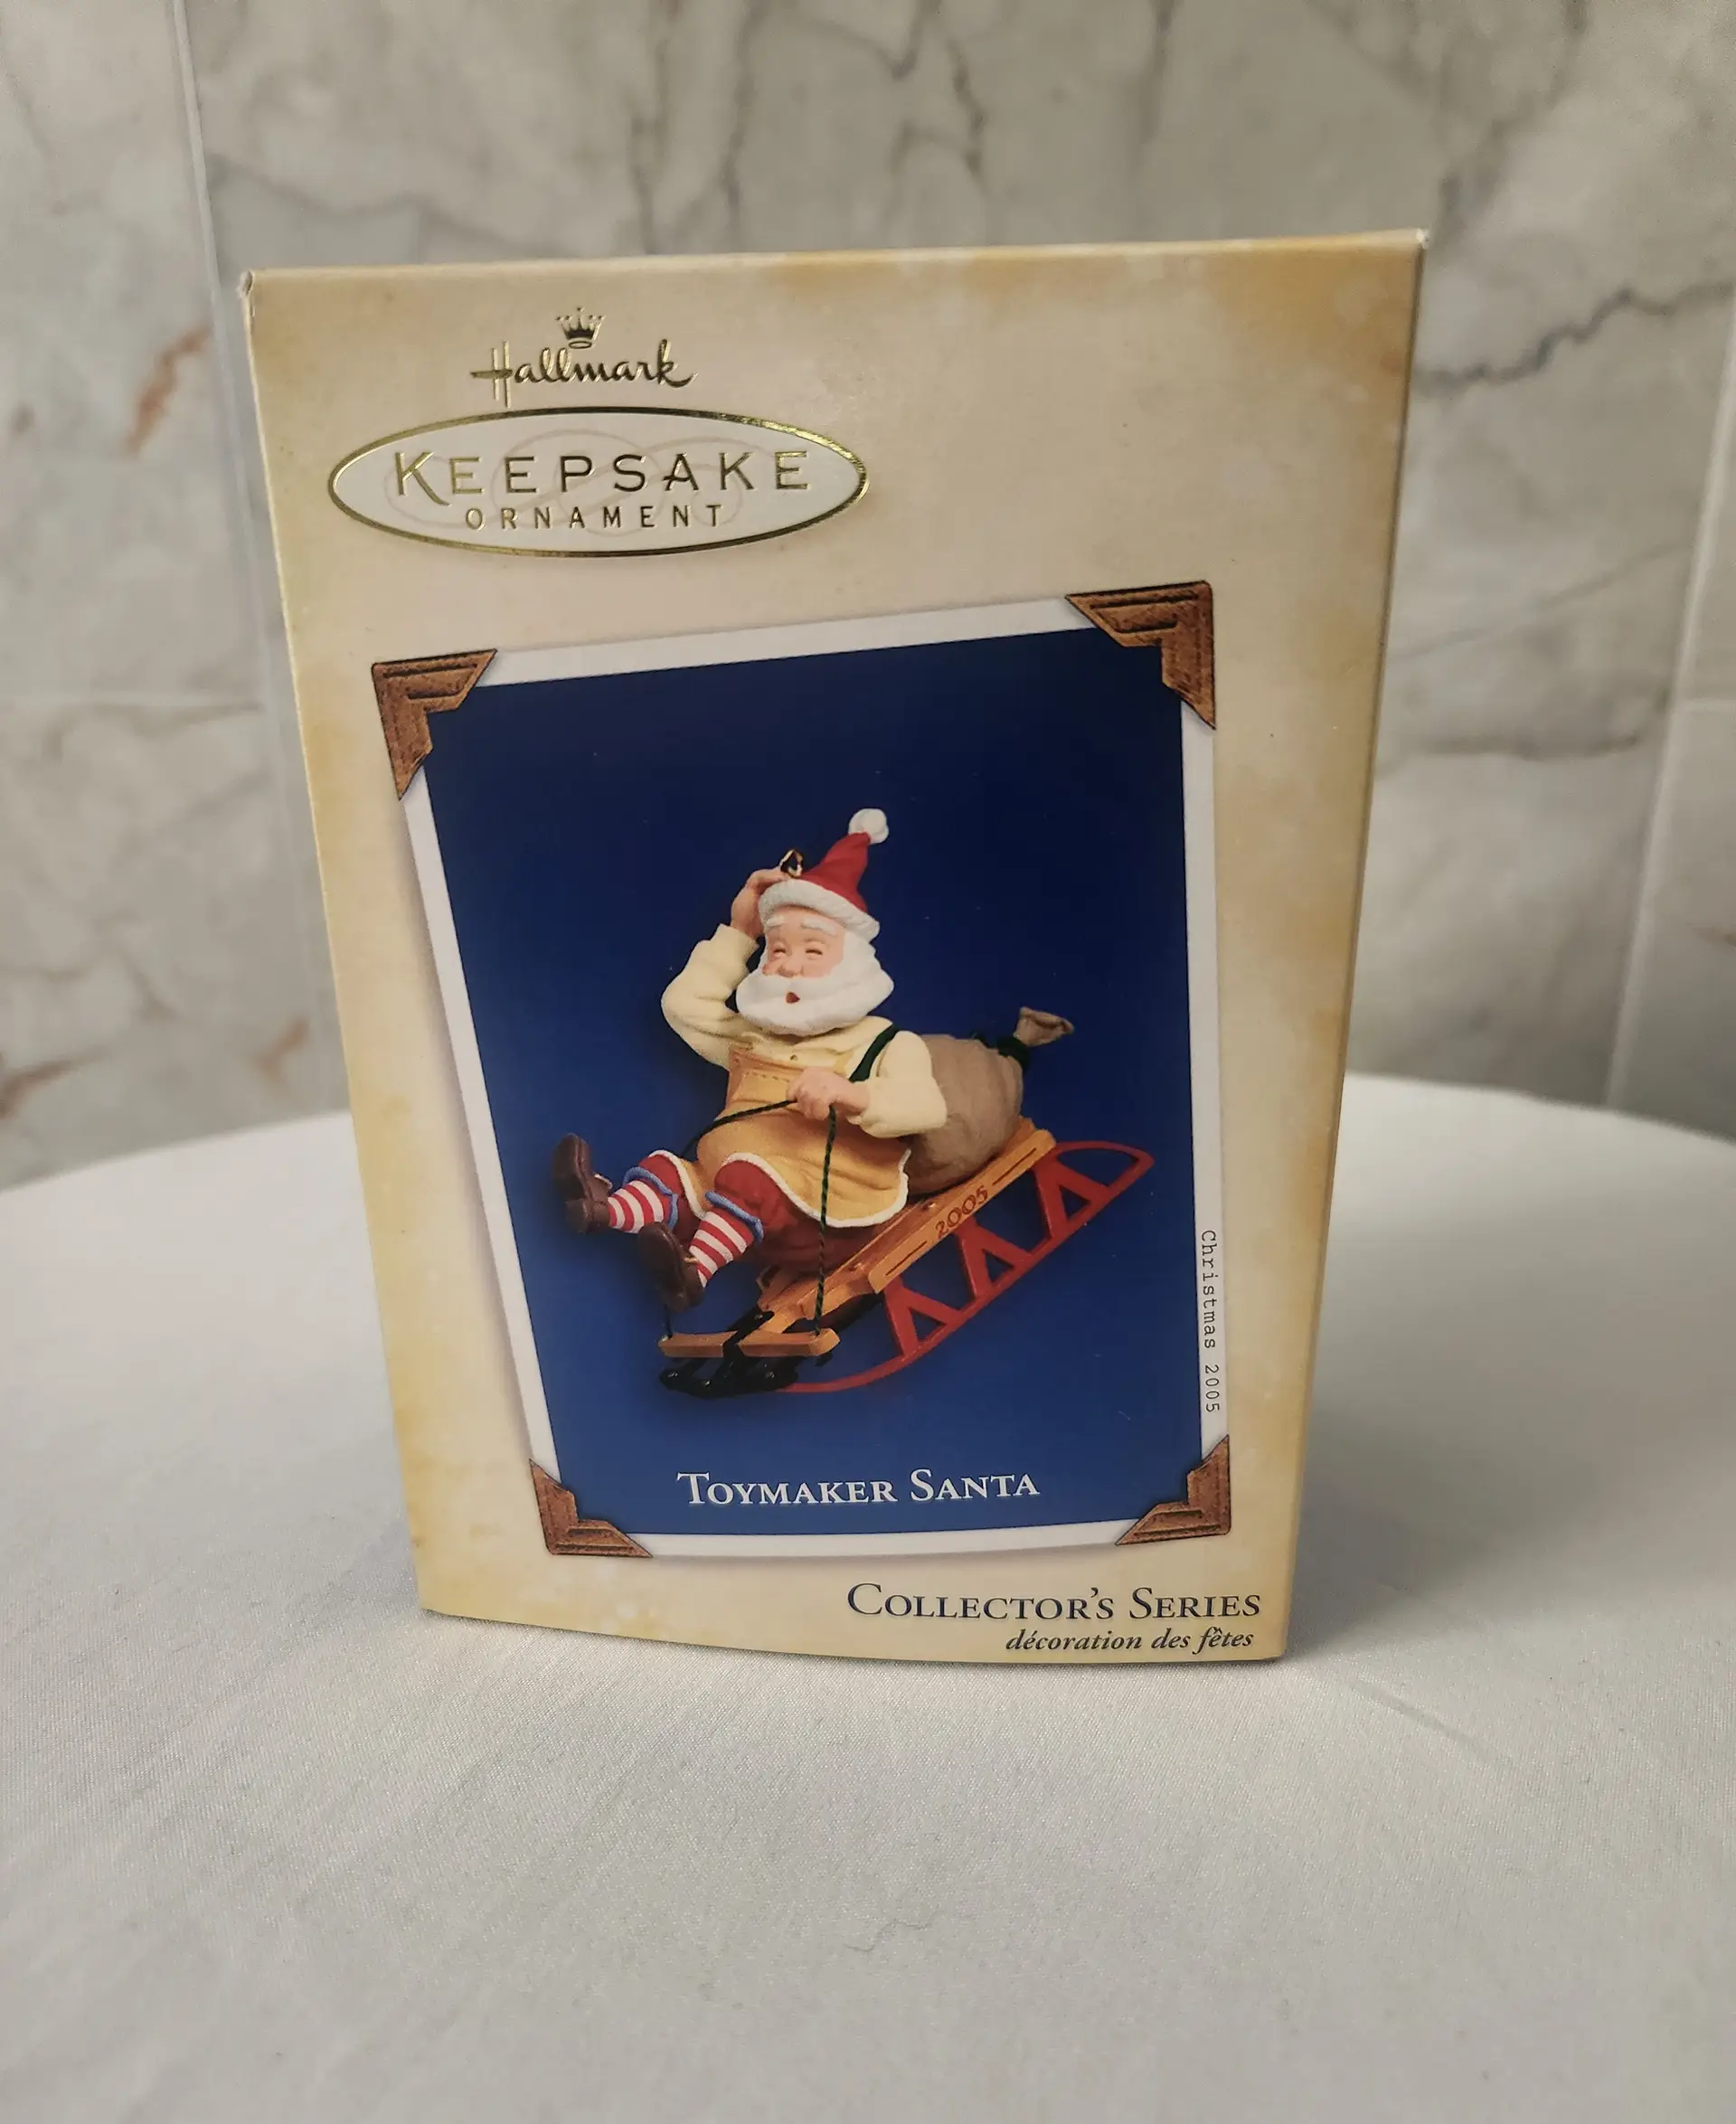 Hallmark
KEEPSAKE
ORNAMENT
2005
Christmas 2005
TOYMAKER SANTA
COLLECTOR'S SERIES
décoration des fêtes